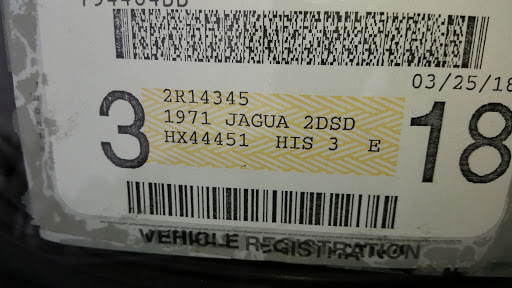 03/25/18
3 2R14345 18
1971 JAGUA 2DSD
HX44451 HIS 3 E
VEHICLE REGISTRATION